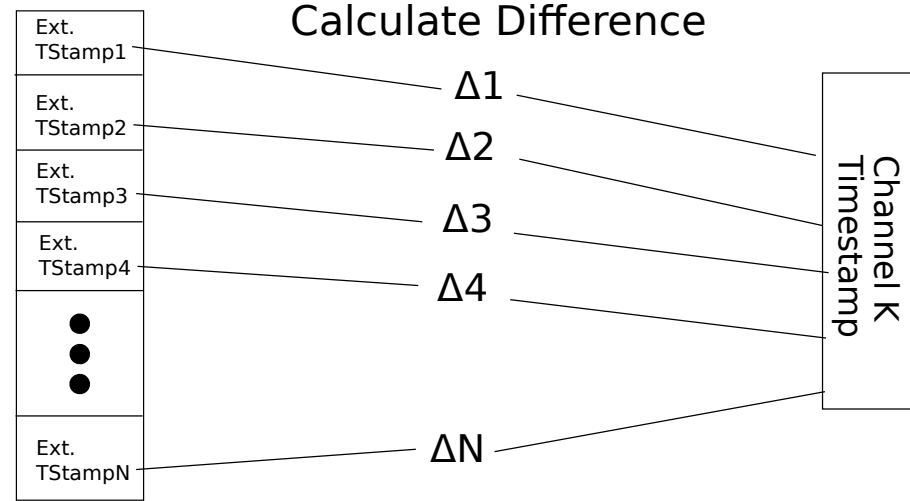 Calculate Difference
Ext.
TStamp1
Δ1
Ext.
TStamp2
Δ2
Ext.
TStamp3
Δ3
Ext.
TStamp4
Δ4
Ext.
TStampN
ΔN
Channel K
Timestamp